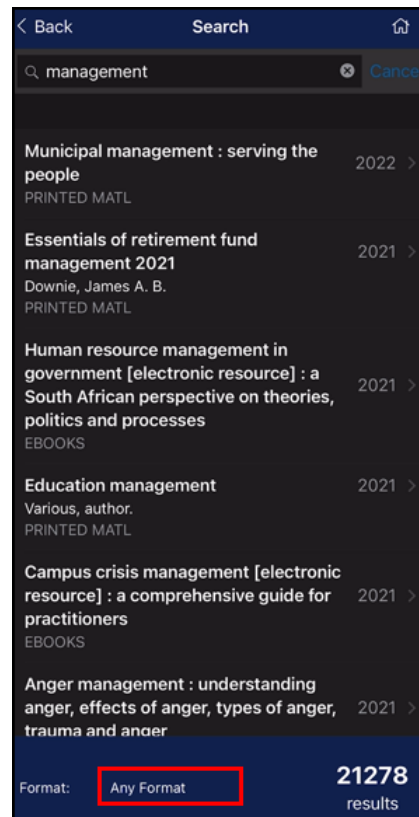 Back
Search
management
Cance
Municipal management : serving the
people
2022
PRINTED MATL
Essentials of retirement fund
management 2021
2021
Downie, James A. B.
PRINTED MATL
Human resource management in
government [electronic resource] : a
South African perspective on theories,
politics and processes
2021
EBOOKS
Education management
2021
Various, author.
PRINTED MATL
Campus crisis management [electronic
resource] : a comprehensive guide for
practitioners
2021
EBOOKS
Anger management : understanding
anger, effects of anger, types of anger,
trauma and anger
2021
Format:
Any Format
21278
results